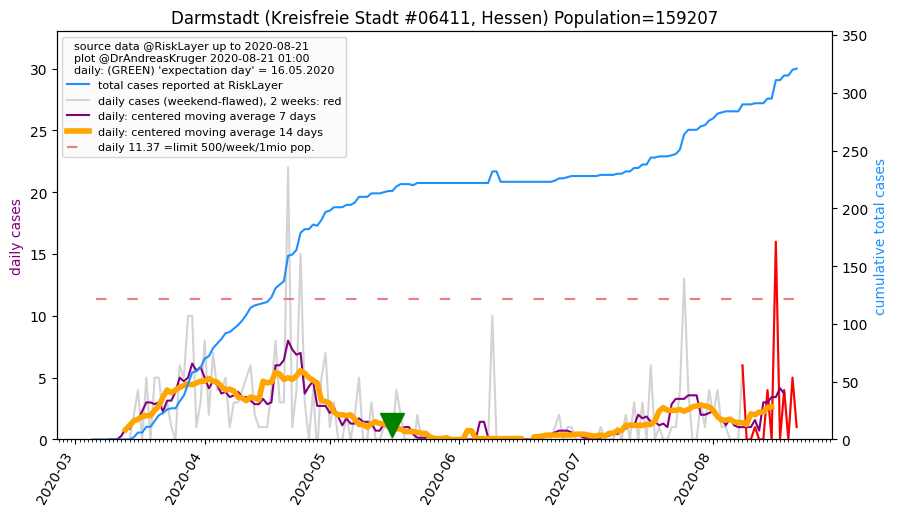 Darmstadt (Kreisfreie Stadt #06411, Hessen) Population=159207
source data @RiskLayer up to 2020-08-21
plot @DrAndreasKruger 2020-08-21 01:00
daily: (GREEN) 'expectation day' = 16.05.2020
total cases reported at RiskLayer
daily cases (weekend-flawed), 2 weeks: red
daily: centered moving average 7 days
daily: centered moving average 14 days
daily 11.37 =limit 500/week/1mio pop.
daily cases
30
25
20
15
10
5
0
350
300
250
200
150
100
50
0
cumulative total cases
2020-03
2020-04
2020-05
2020-06
2020-07
2020-08